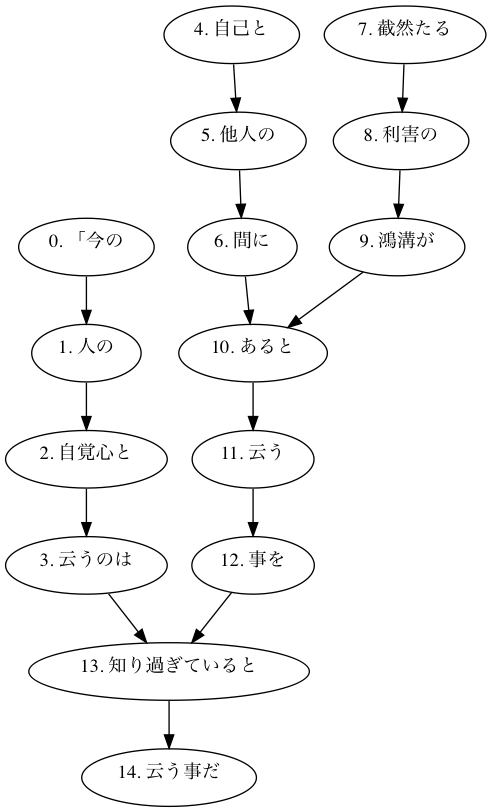 4. 自己と
7. 截然たる
5. 他人の
8. 利害の
0. 「今の
6. 間に
9. 鴻溝が
1. 人の
10. あると
2. 自覚心と
11. 云う
3. 云うのは
12. 事を
13. 知り過ぎていると
14. 云う事だ